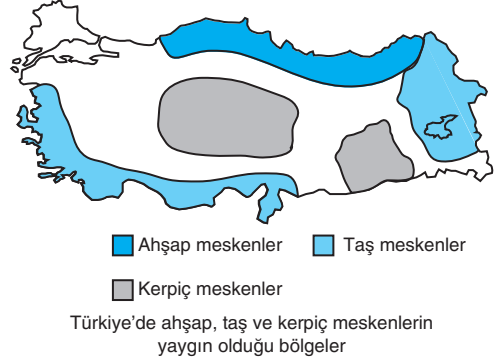 Ahşap meskenler
Taş meskenler
Kerpiç meskenler
Türkiye'de ahşap, taş ve kerpiç meskenlerin
yaygın olduğu bölgeler